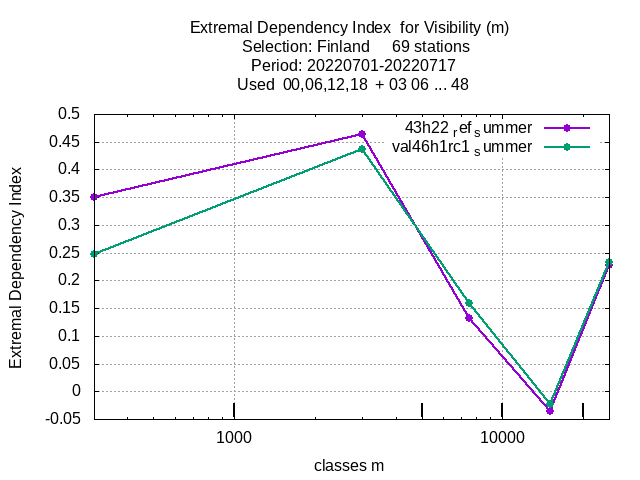 Extremal Dependency Index for Visibility (m)
Selection: Finland 69 stations
Period: 20220701-20220717
Used 00,06,12,18 + 03 06 ... 48
43h22 ref summer
val46h1rc1 summer
Extremal Dependency Index
0.5
0.45
0.4
0.35
0.3
0.25
0.2
0.15
0.1
0.05
0
-0.05
1000
10000
classes m